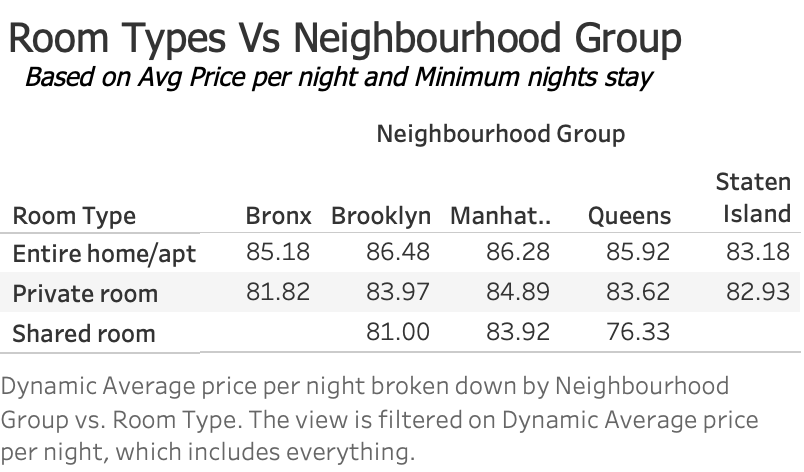 Room Types Vs Neighbourhood Group
Based on Avg Price per night and Minimum nights stay
Neighbourhood Group
Staten
Room Type Bronx Brooklyn Manhat.. Queens Island
Entire home/apt 85.18 86.48 86.28 85.92 83.18
Private room 81.82 83.97 84.89 83.62 82.93
Shared room 81.00 83.92 76.33
Dynamic Average price per night broken down by Neighbourhood
Group vs. Room Type. The view is filtered on Dynamic Average price
per night, which includes everything.